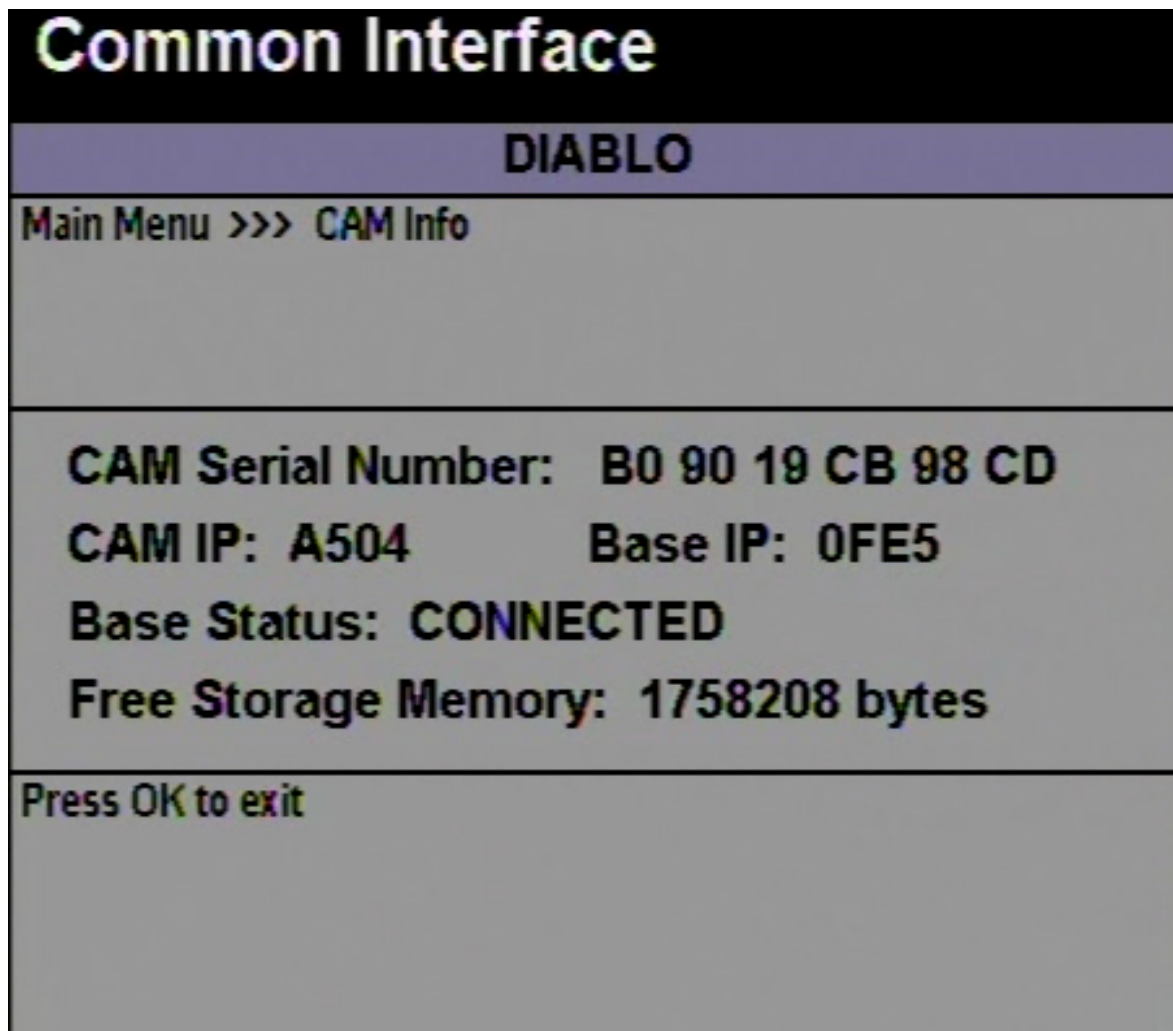 Common Interface
DIABLO
Main Menu >>> CAM Info
CAM Serial Number: B0 90 19 CB 98 CD
CAM IP: A504 Base IP: 0FE5
Base Status: CONNECTED
Free Storage Memory: 1758208 bytes
Press OK to exit